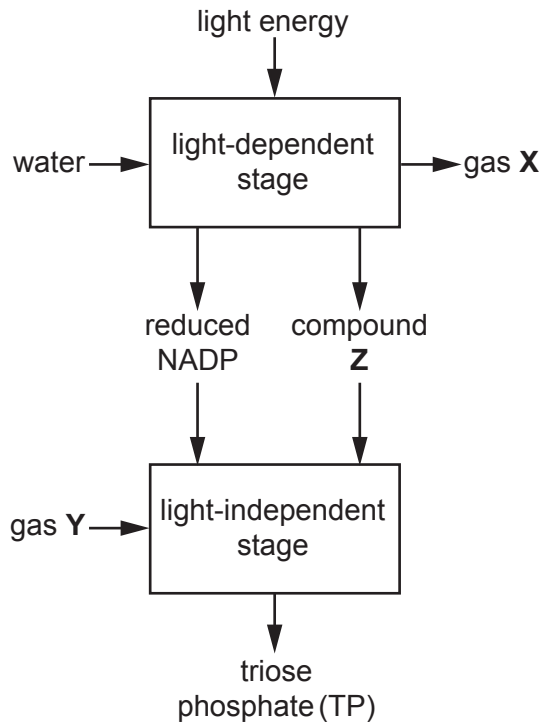 light energy
water
light-dependent
stage
gas X
reduced
NADP
compound
Z
gas Y
light-independent
stage
triose
phosphate (TP)